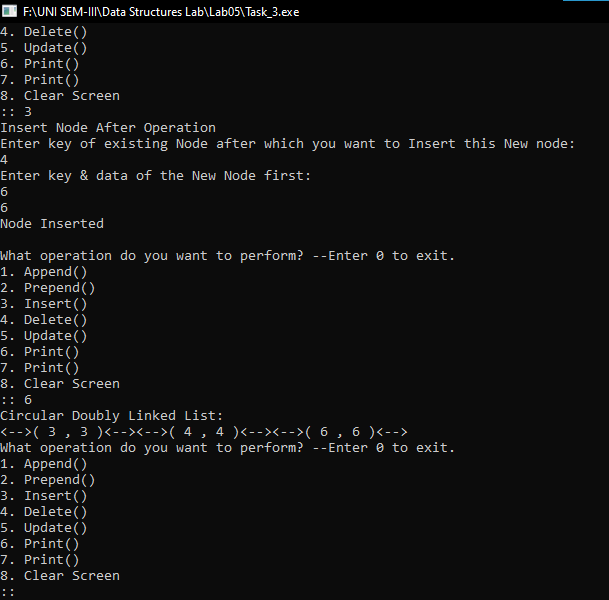 F:\UNI SEM-III\Data Structures Lab\Lab05\Task_3.exe
4. Delete()
5. Update()
6. Print()
7. Print()
8. Clear Screen
:: 3
Insert Node After Operation
Enter key of existing Node after which you want to Insert this New node:
4
Enter key & data of the New Node first:
6
6
Node Inserted
What operation do you want to perform? --Enter 0 to exit.
1. Append()
2. Prepend()
3. Insert()
4. Delete()
5. Update()
6. Print()
7. Print()
8. Clear Screen
:: 6
Circular Doubly Linked List:
<-->( 3 , 3 )<--><-->( 4 , 4 )<--><-->( 6 , 6 )<-->
What operation do you want to perform? --Enter 0 to exit.
1. Append()
2. Prepend()
3. Insert()
4. Delete()
5. Update()
6. Print()
7. Print()
8. Clear Screen
::